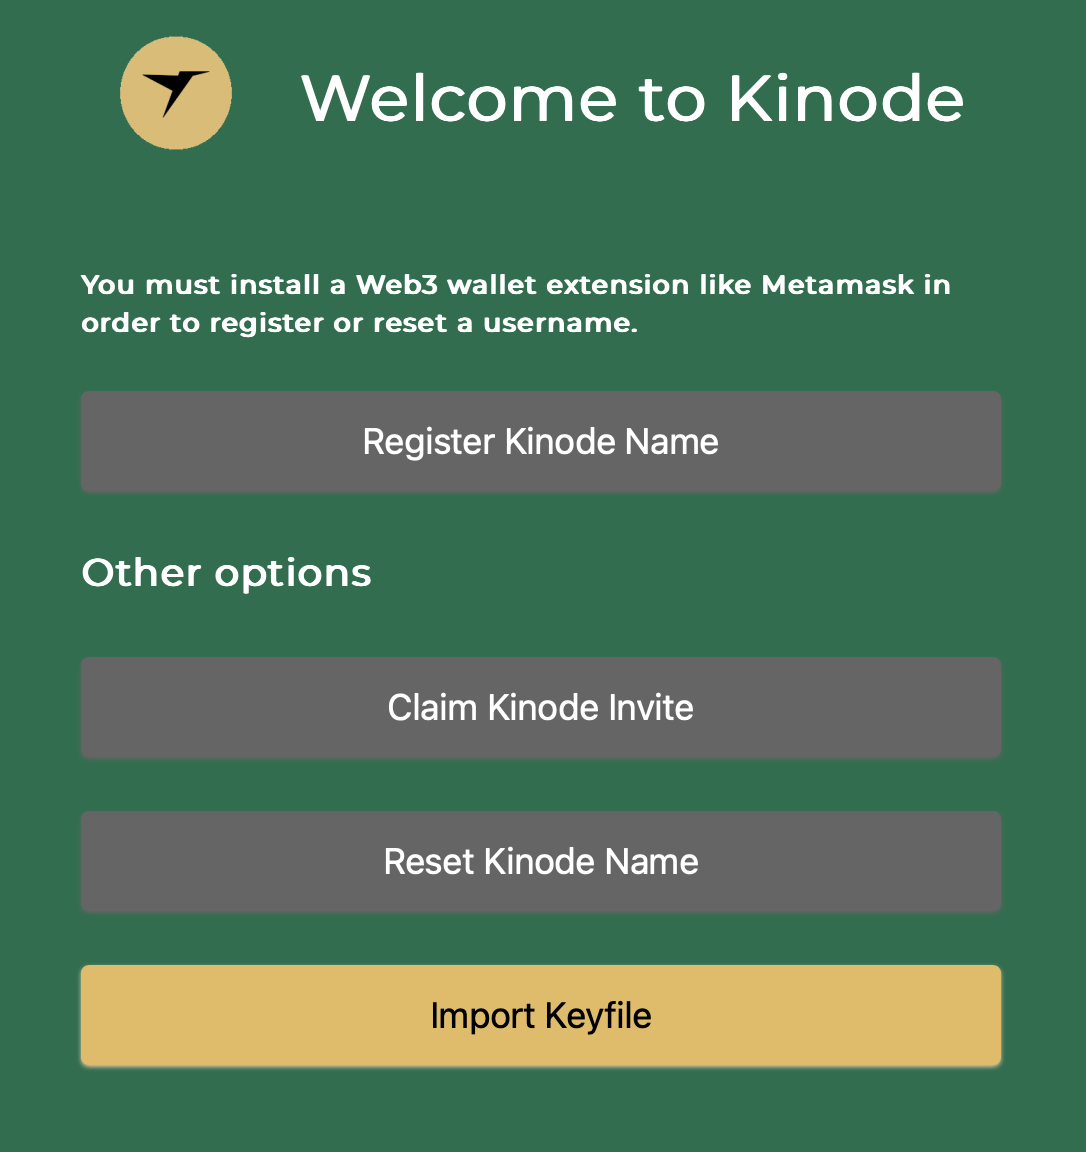 Welcome to Kinode
You must install a Web3 wallet extension like Metamask in
order to register or reset a username.
Register Kinode Name
Other options
Claim Kinode Invite
Reset Kinode Name
Import Keyfile